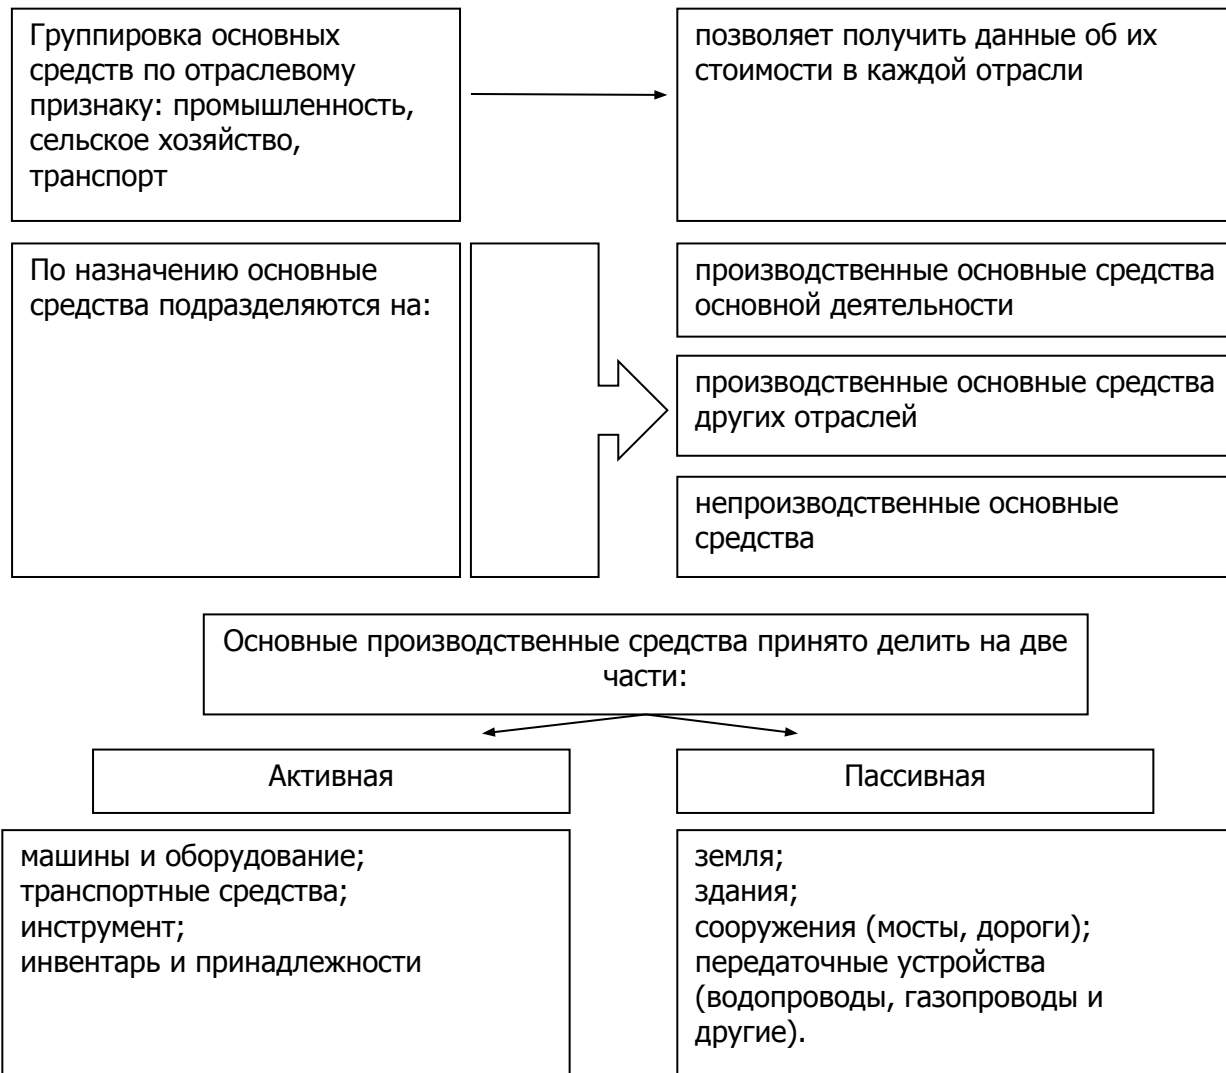 Группировка основных
средств по отраслевому
признаку: промышленность,
сельское хозяйство,
транспорт
позволяет получить данные об их
стоимости в каждой отрасли
По назначению основные
средства подразделяются на:
производственные основные средства
основной деятельности
производственные основные средства
других отраслей
непроизводственные основные
средства
Основные производственные средства принято делить на две
части:
Активная
Пассивная
машины и оборудование;
транспортные средства;
инструмент;
инвентарь и принадлежности
земля;
здания;
сооружения (мосты, дороги);
передаточные устройства
(водопроводы, газопроводы и
другие).